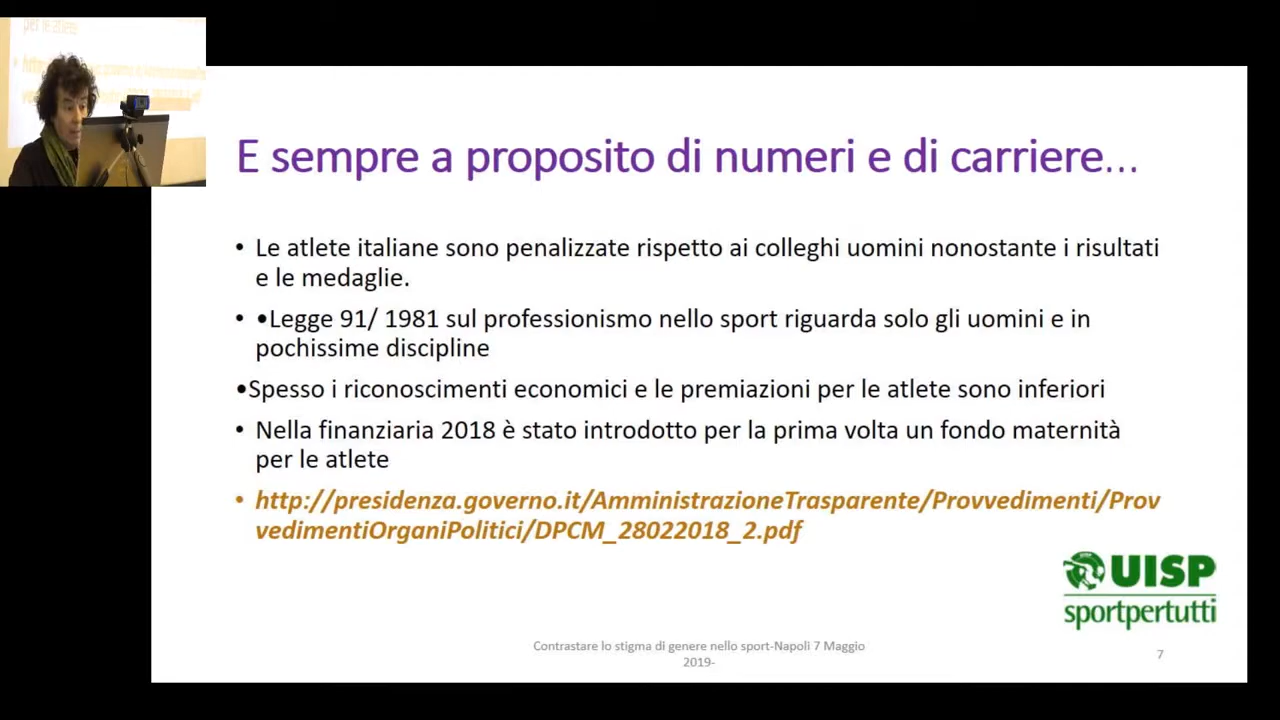 per le atlete
E sempre a proposito di numeri e di carriere...
• Le atlete italiane sono penalizzate rispetto ai colleghi uomini nonostante i risultati
e le medaglie.
• •Legge 91/ 1981 sul professionismo nello sport riguarda solo gli uomini e in
pochissime discipline
•Spesso i riconoscimenti economici e le premiazioni per le atlete sono inferiori
• Nella finanziaria 2018 è stato introdotto per la prima volta un fondo maternità
per le atlete
• http://presidenza.governo.it/AmministrazioneTrasparente/Provvedimenti/Prov
vedimentiOrganiPolitici/DPCM_28022018_2.pdf
UISP
sportpertutti
Contrastare lo stigma di genere nello sport-Napoli 7 Maggio
2019-
7